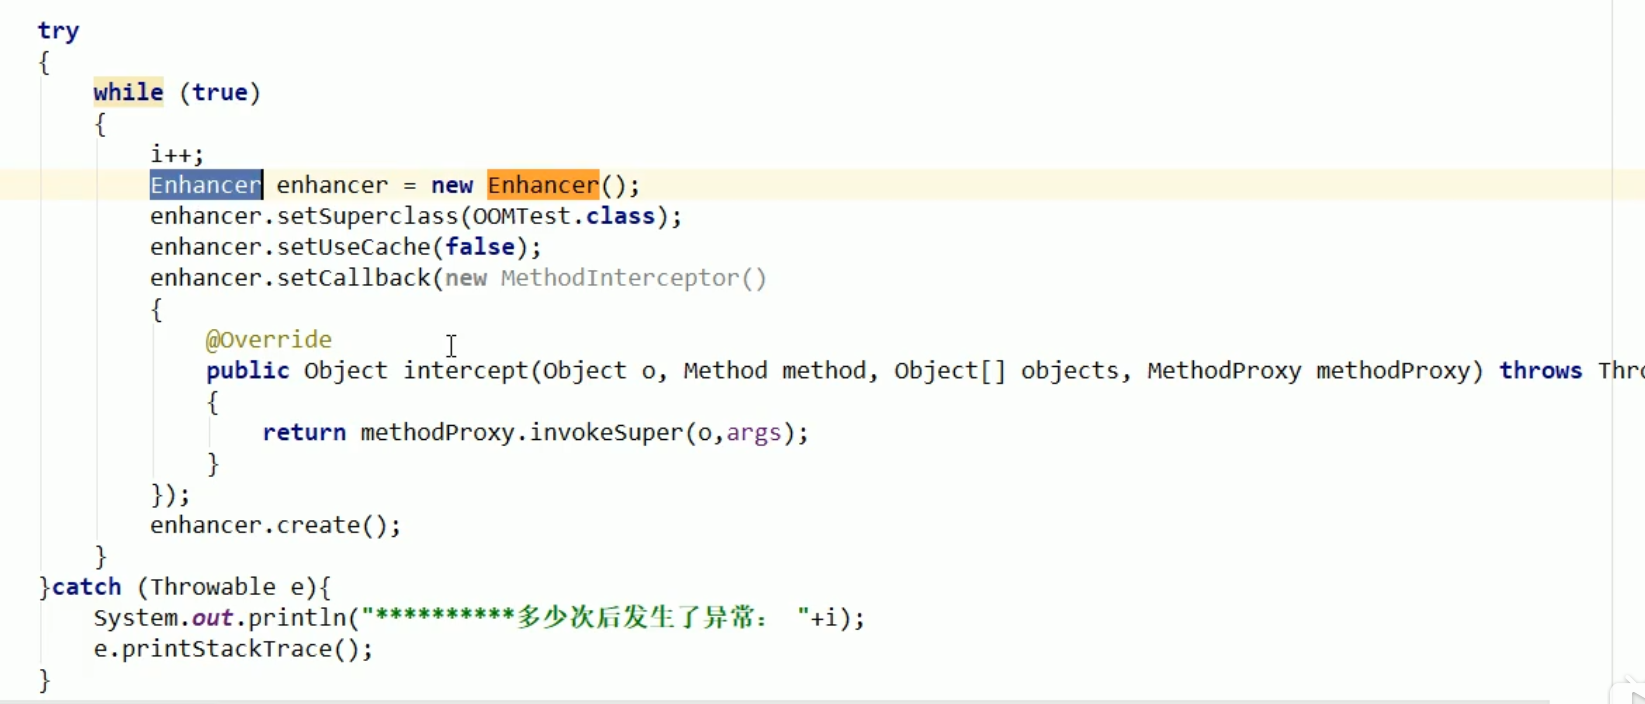 try
{
while (true)
{
i++;
Enhancer enhancer = new Enhancer();
enhancer.setSuperclass(OOMTest.class);
enhancer.setUseCache(false);
enhancer.setCallback(new MethodInterceptor()
{
@Override
public Object intercept(Object o, Method method, Object[] objects, MethodProxy methodProxy) throws Thro
{
return methodProxy.invokeSuper(o,args);
}
});
enhancer.create();
}
}catch (Throwable e){
System.out.println("**********多少次后发生了异常： "+i);
e.printStackTrace();
}